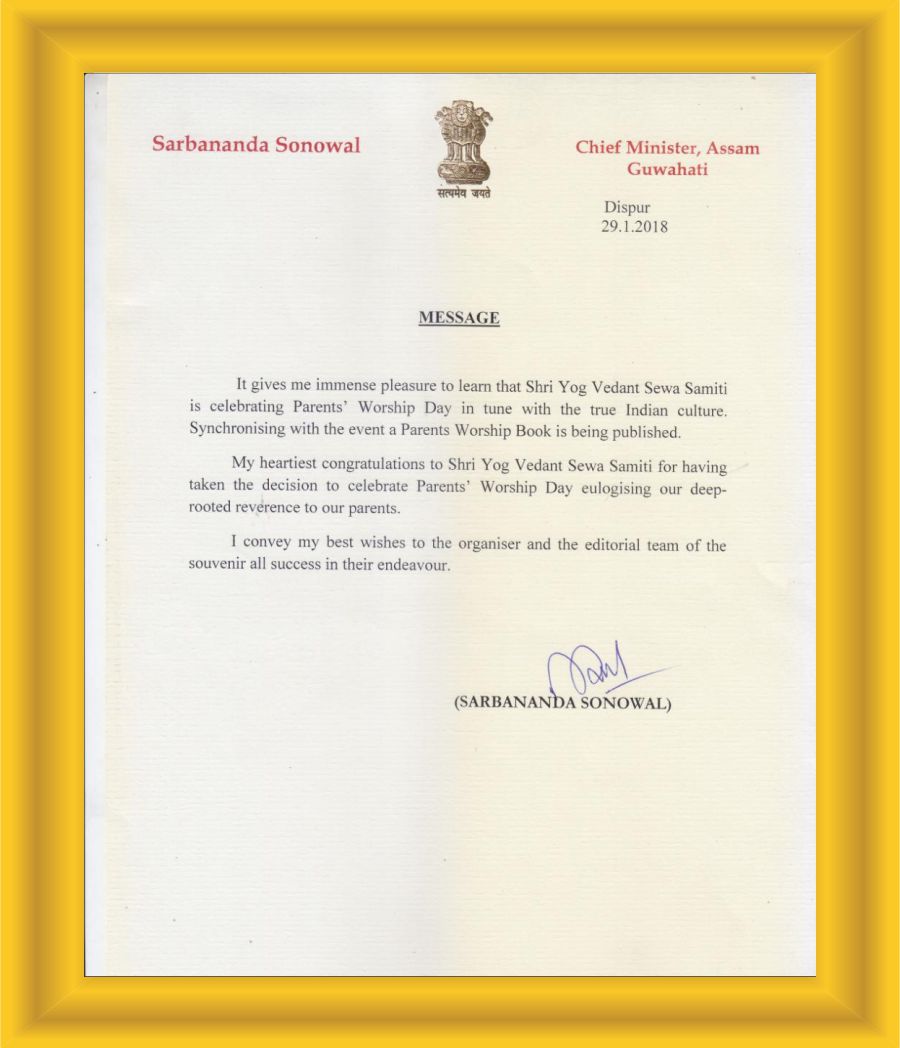 Sarbananda Sonowal
सत्यमेव जयते
Chief Minister, Assam
Guwahati
Dispur
29.1.2018
MESSAGE
It gives me immense pleasure to learn that Shri Yog Vedant Sewa Samiti
is celebrating Parents' Worship Day in tune with the true Indian culture.
Synchronising with the event a Parents Worship Book is being published.
My heartiest congratulations to Shri Yog Vedant Sewa Samiti for having
taken the decision to celebrate Parents' Worship Day eulogising our deep-
rooted reverence to our parents.
I convey my best wishes to the organiser and the editorial team of the
souvenir all success in their endeavour.
(SARBANANDA SONOWAL)